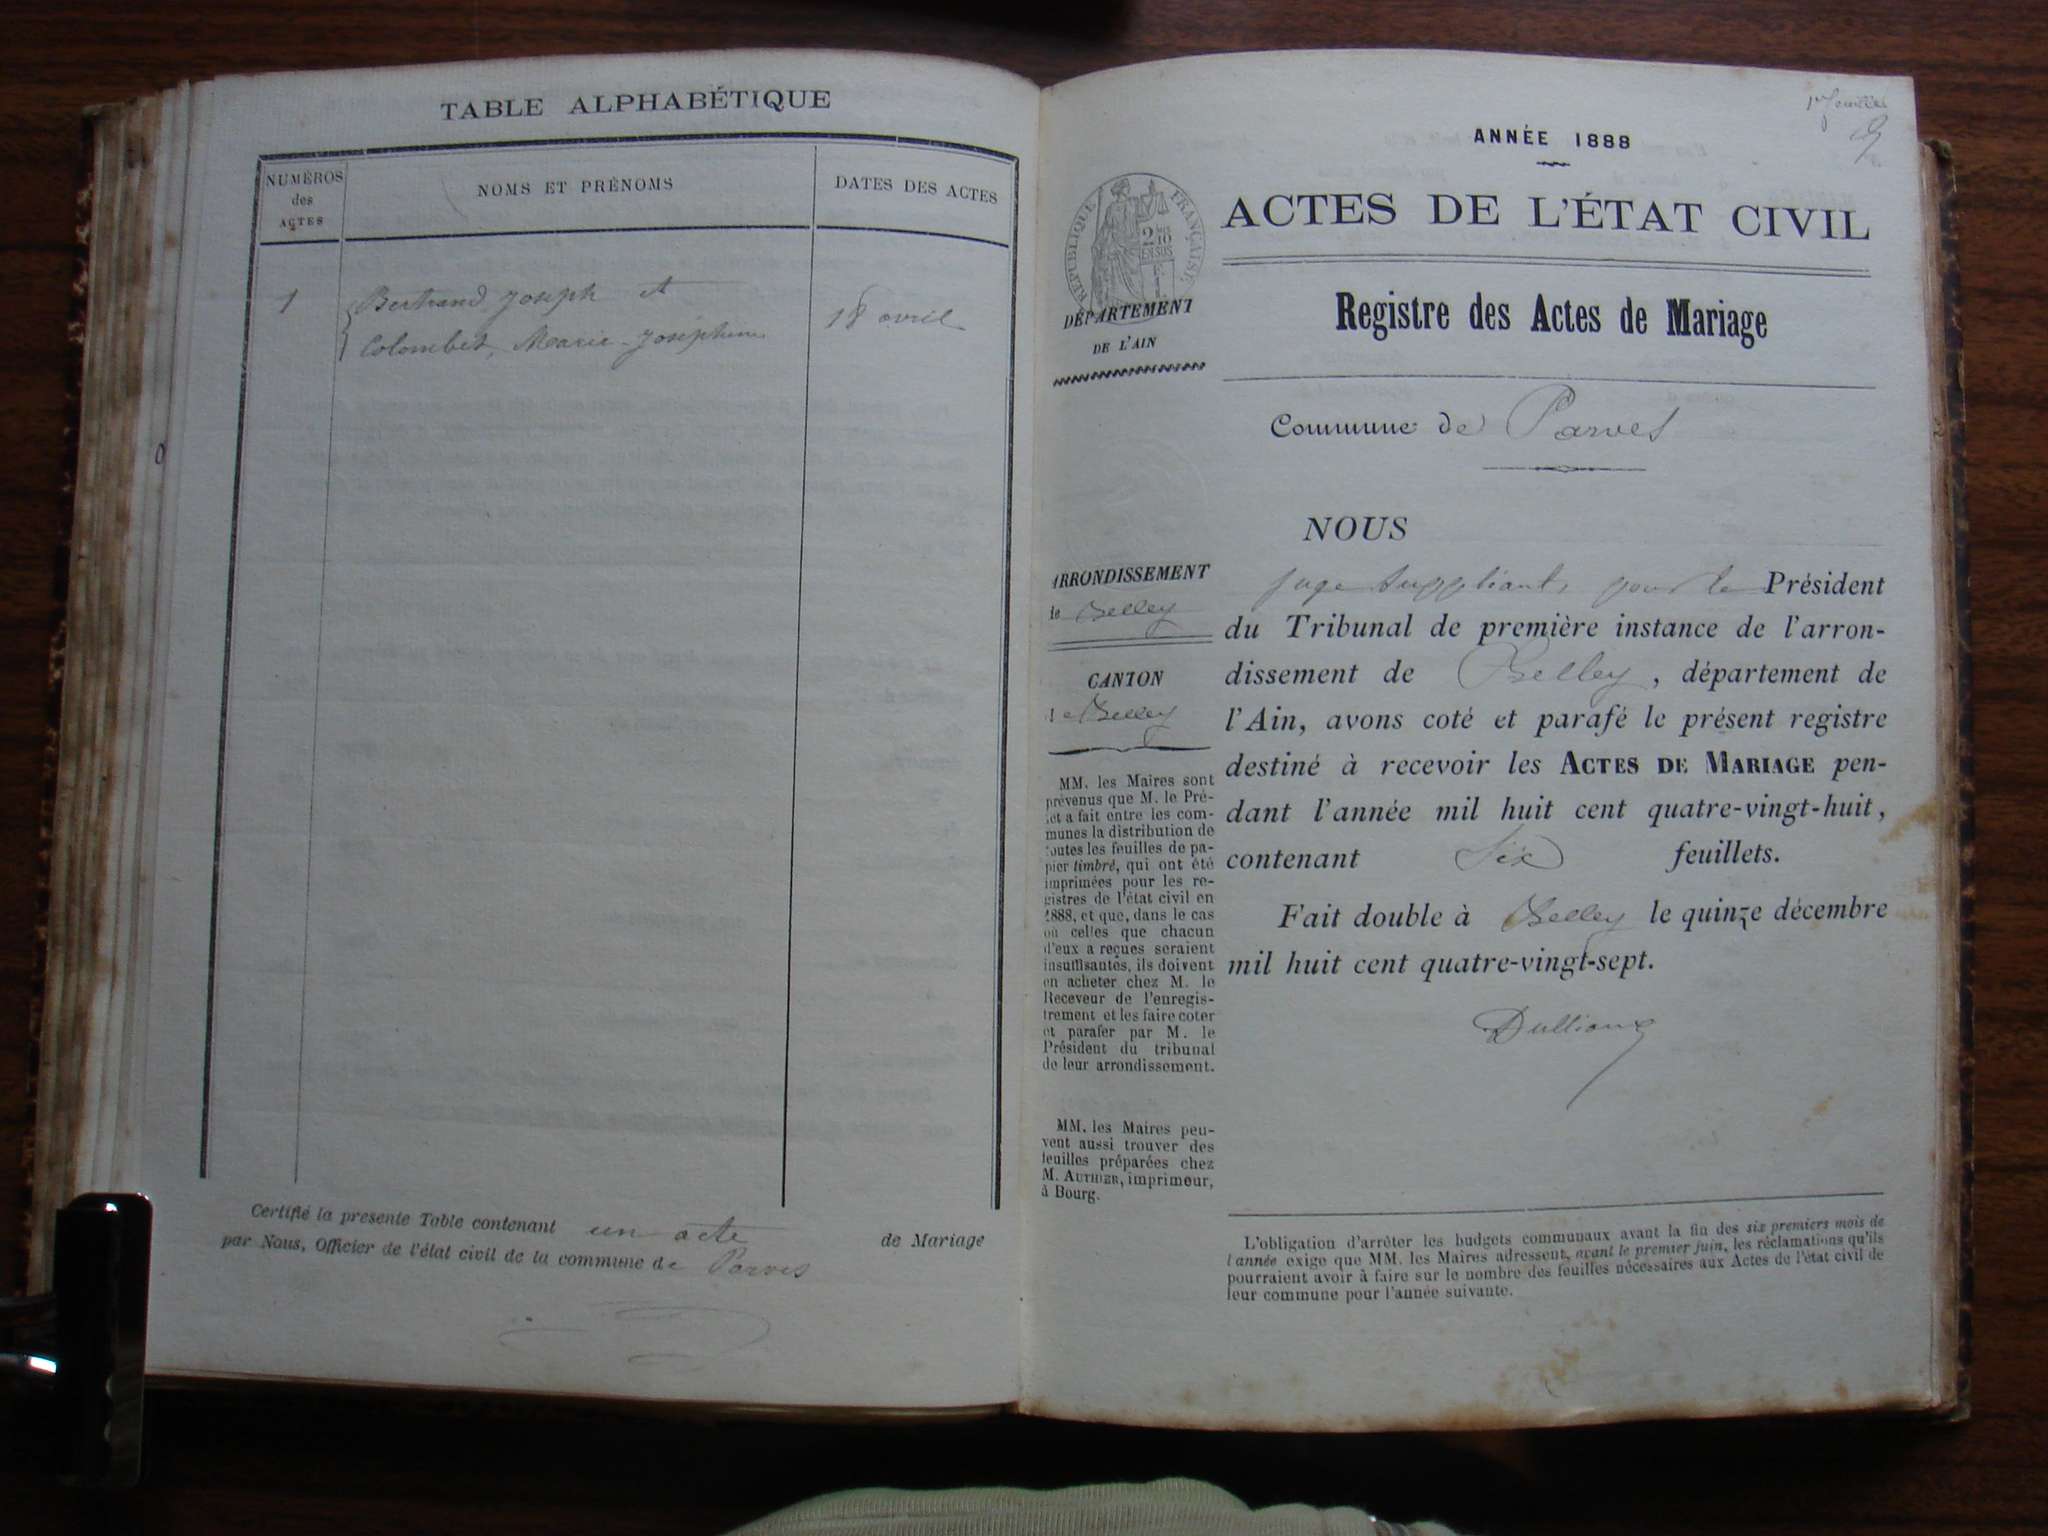 TABLE ALPHABÉTIQUE
NUMÉROS
des
ACTES
NOMS ET PRÉNOMS
DATES DES ACTES
1
Bertrand Joseph et
Colombet, Marie-Joséphine
18 avril
Certifié la présente Table contenant un acte de Mariage
par Nous, Officier de l'état civil de la commune de Parves
1er feuillet
ANNÉE 1888
ACTES DE L'ÉTAT CIVIL
RÉPUBLIQUE FRANÇAISE
2/10
EN SUS
DÉPARTEMENT
DE L'AIN
Registre des Actes de Mariage
Commune de Parves
NOUS
ARRONDISSEMENT
de Belley
CANTON
de Belley
juge suppléant, pour le Président
du Tribunal de première instance de l'arron-
dissement de Belley, département de
l'Ain, avons coté et parafé le présent registre
destiné à recevoir les ACTES DE MARIAGE pen-
dant l'année mil huit cent quatre-vingt-huit,
contenant six feuillets.
Fait double à Belley le quinze décembre
mil huit cent quatre-vingt-sept.
MM. les Maires sont
prévenus que M. le Pré-
fet a fait entre les com-
munes la distribution de
toutes les feuilles de pa-
pier timbré, qui ont été
imprimées pour les re-
gistres de l'état civil en
1888, et que, dans le cas
où celles que chacun
d'eux a reçues seraient
insuffisantes, ils doivent
en acheter chez M. le
Receveur de l'enregis-
trement et les faire coter
et parafer par M. le
Président du tribunal
de leur arrondissement.
MM. les Maires peu-
vent aussi trouver des
feuilles préparées chez
M. AUTHIER, imprimeur,
à Bourg.
L'obligation d'arrêter les budgets communaux avant la fin des six premiers mois de
l'année exige que MM. les Maires adressent, avant le premier juin, les réclamations qu'ils
pourraient avoir à faire sur le nombre des feuilles nécessaires aux Actes de l'état civil de
leur commune pour l'année suivante.